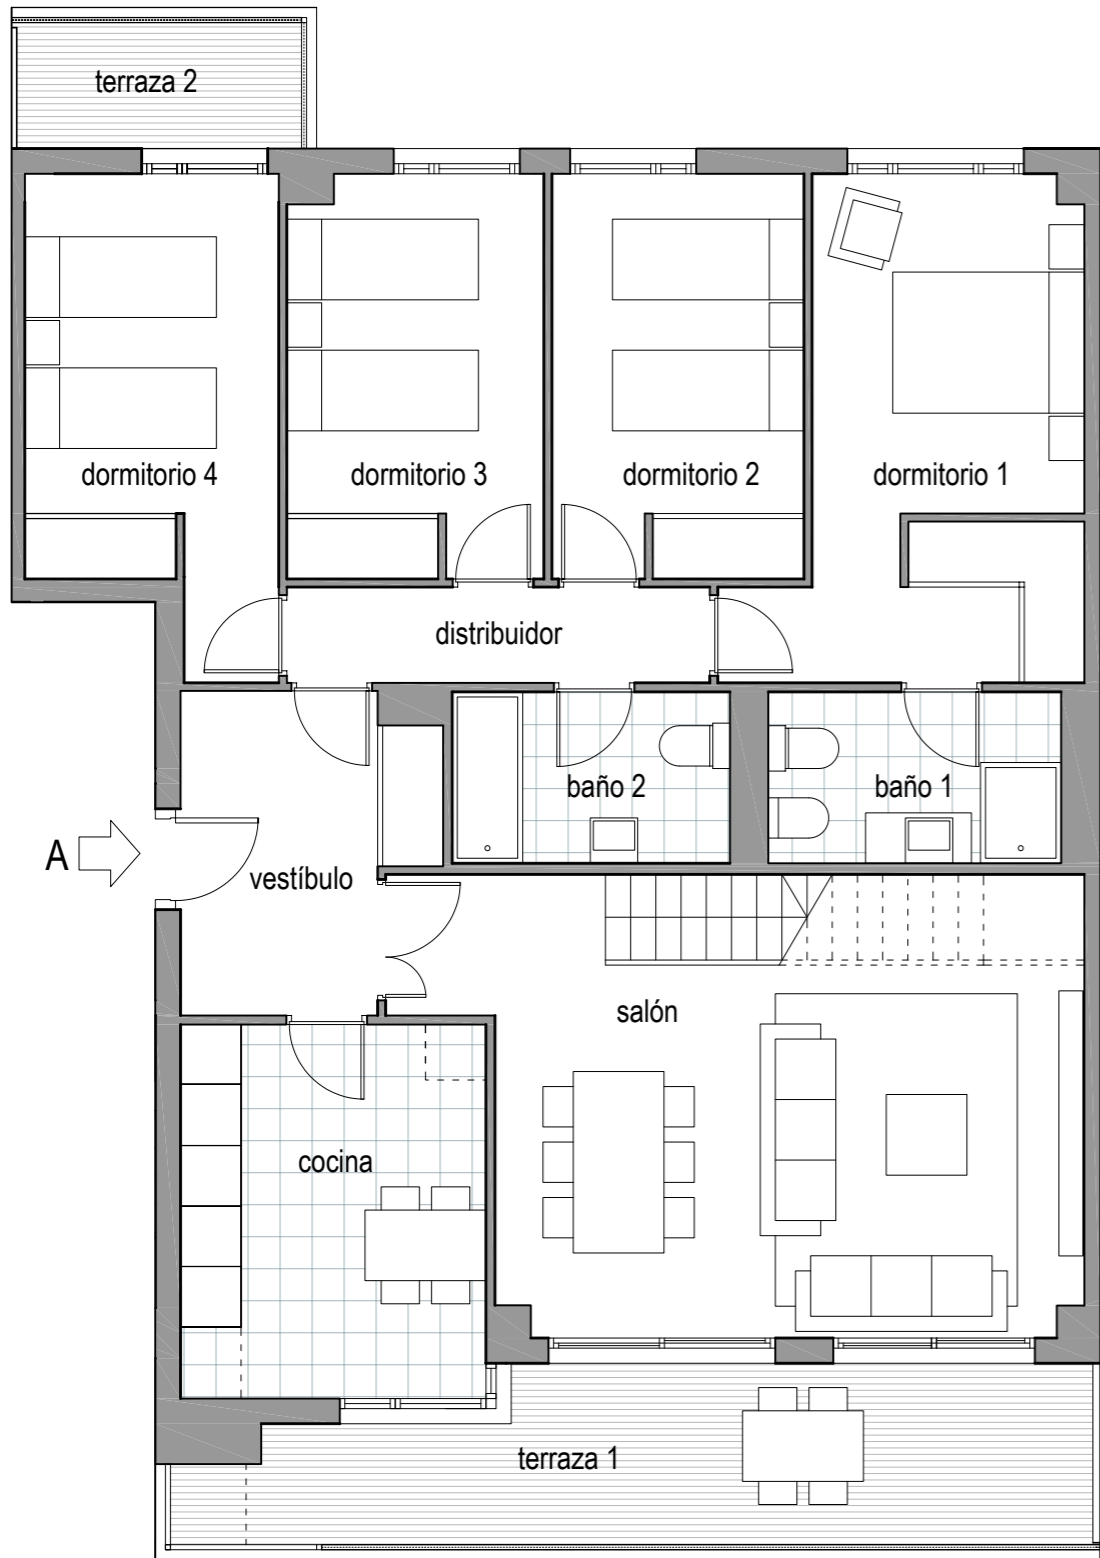 terraza 2
dormitorio 4
dormitorio 3
dormitorio 2
dormitorio 1
distribuidor
baño 2
baño 1
A
vestíbulo
salón
cocina
terraza 1